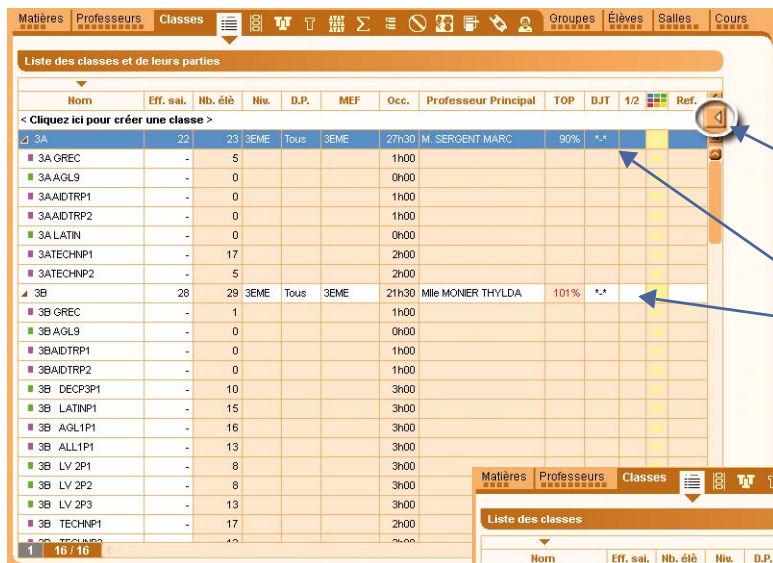 Matières Professeurs Classes Groupes Élèves Salles Cours
Liste des classes et de leurs parties
Nom Eff. sai. Nb. élè Niv. D.P. MEF Occ. Professeur Principal TOP DJT 1/2 Ref.
< Cliquez ici pour créer une classe >
3A 22 23 3EME Tous 3EME 27h30 M. SERGENT MARC 90% *-*
3A GREC - 5 1h00
3A AGL9 - 0 0h00
3AAIDTRP1 - 0 1h00
3AAIDTRP2 - 0 1h00
3A LATIN - 0 0h00
3ATECHNP1 - 17 2h00
3ATECHNP2 - 5 2h00
3B 28 29 3EME Tous 3EME 21h30 Mlle MONIER THYLDA 101% *-*
3B GREC - 1 1h00
3B AGL9 - 0 0h00
3BAIDTRP1 - 0 1h00
3BAIDTRP2 - 0 1h00
3B DECP3P1 - 10 3h00
3B LATINP1 - 15 3h00
3B AGL1P1 - 16 3h00
3B ALL1P1 - 13 3h00
3B LV 2P1 - 8 3h00
3B LV 2P2 - 8 3h00
3B LV 2P3 - 13 3h00
3B TECHNP1 - 17 2h00
1 16 / 16
Matières Professeurs Classes
Liste des classes
Nom Eff. sai. Nb. élè Niv. D.P.